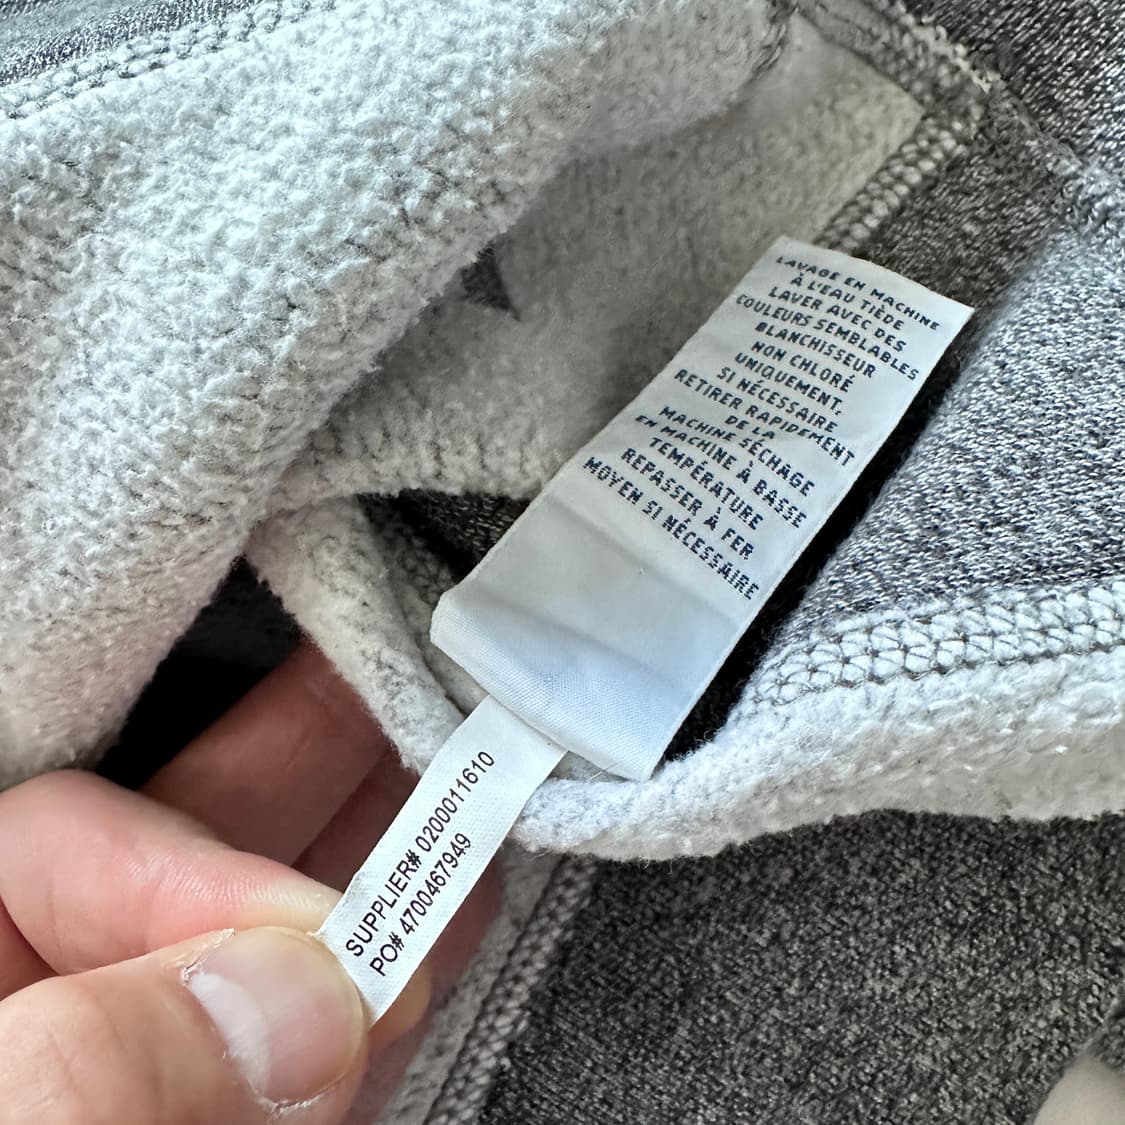 LAVAGE EN MACHINE
À L'EAU TIÈDE
LAVER AVEC DES
COULEURS SEMBLABLES
BLANCHISSEUR
NON CHLORÉ
UNIQUEMENT.
SI NÉCESSAIRE
RETIRER RAPIDEMENT
DE LA
MACHINE SÉCHAGE
EN MACHINE À BASSE
TEMPÉRATURE
REPASSER À FER
MOYEN SI NÉCESSAIRE
SUPPLIER# 0200011610
PO# 4700467949